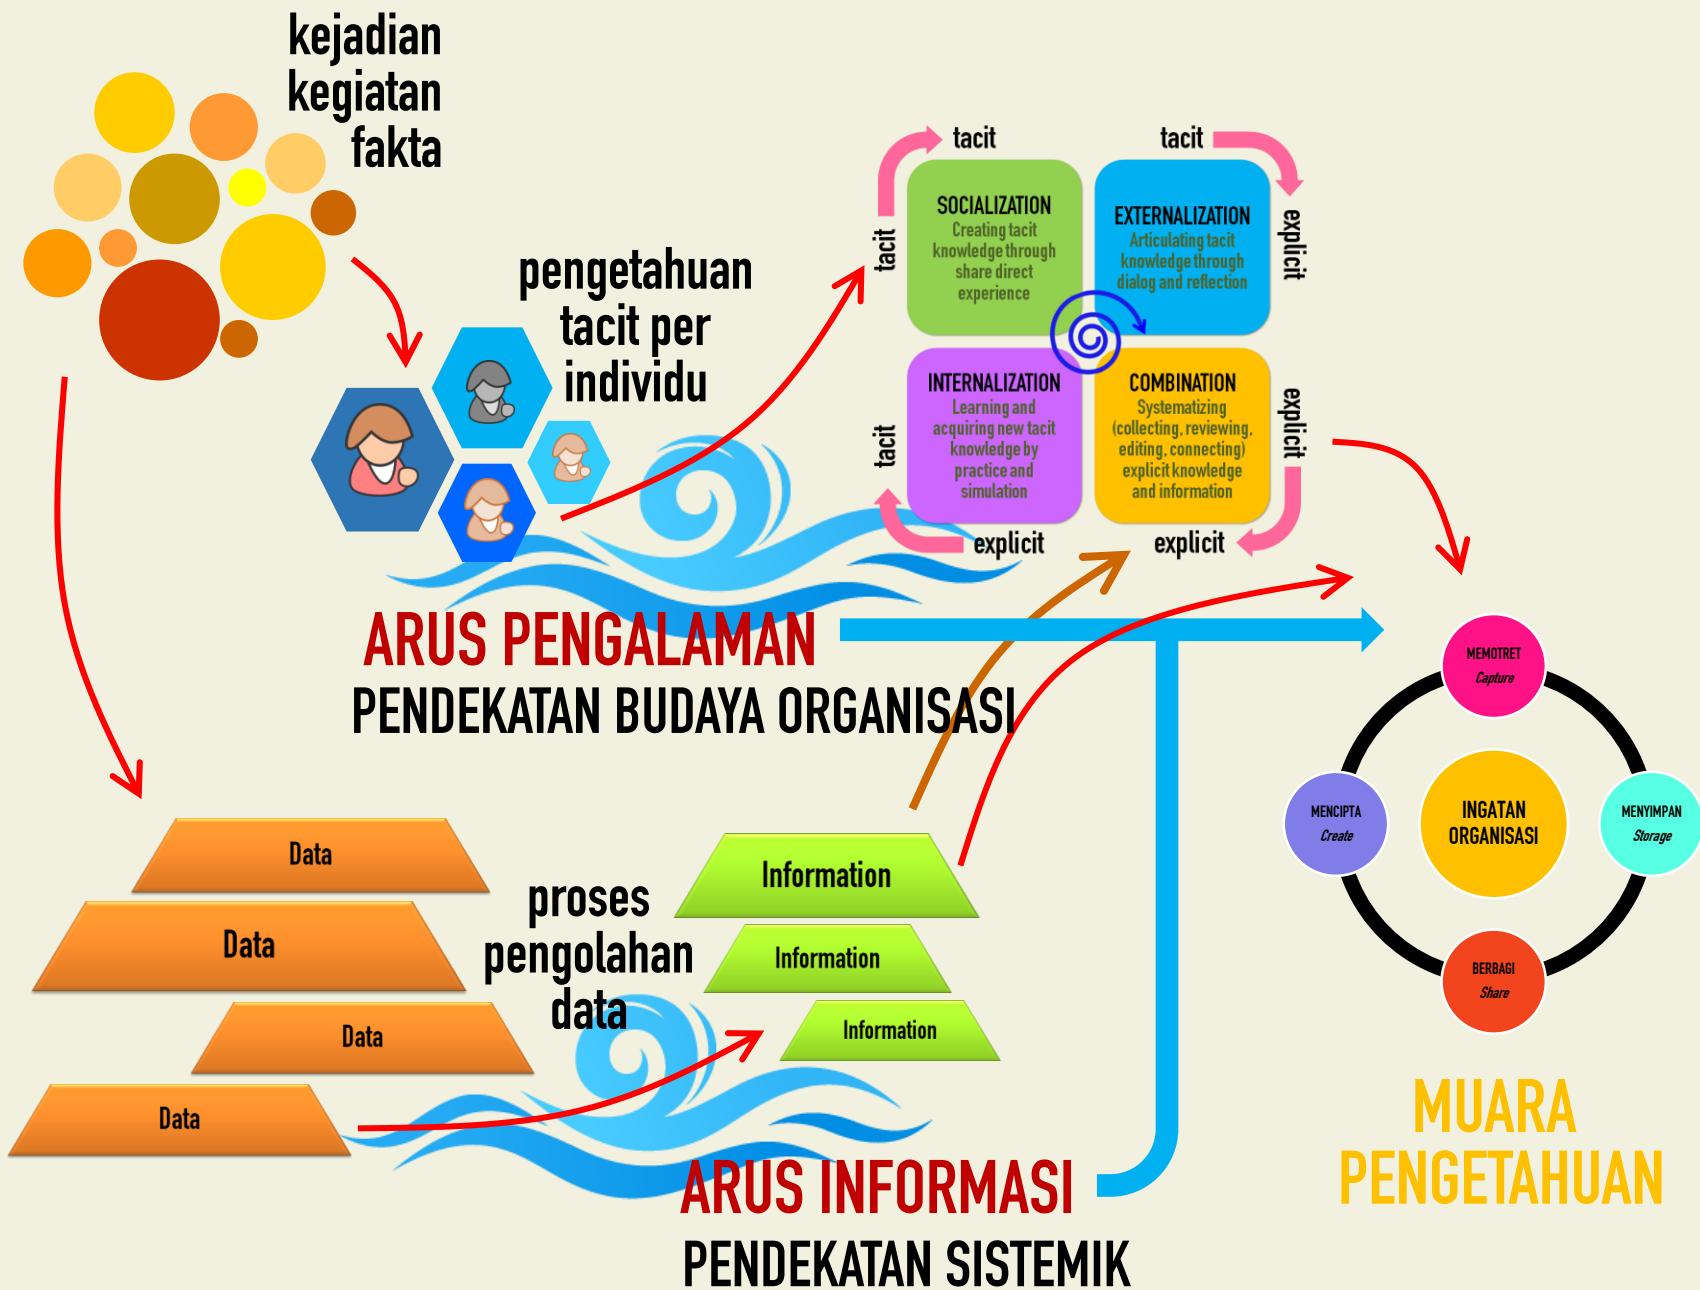 kejadian
kegiatan
fakta
pengetahuan
tacit per
individu
tacit
tacit
tacit
explicit
SOCIALIZATION
Creating tacit
knowledge through
share direct
experience
EXTERNALIZATION
Articulating tacit
knowledge through
dialog and reflection
INTERNALIZATION
Learning and
acquiring new tacit
knowledge by
practice and
simulation
COMBINATION
Systematizing
(collecting, reviewing,
editing, connecting)
explicit knowledge
and information
tacit
explicit
explicit
explicit
ARUS PENGALAMAN
PENDEKATAN BUDAYA ORGANISASI
MEMOTRET
Capture
MENCIPTA
Create
INGATAN
ORGANISASI
MENYIMPAN
Storage
BERBAGI
Share
Data
Data
Data
Data
proses
pengolahan
data
Information
Information
Information
MUARA
PENGETAHUAN
ARUS INFORMASI
PENDEKATAN SISTEMIK